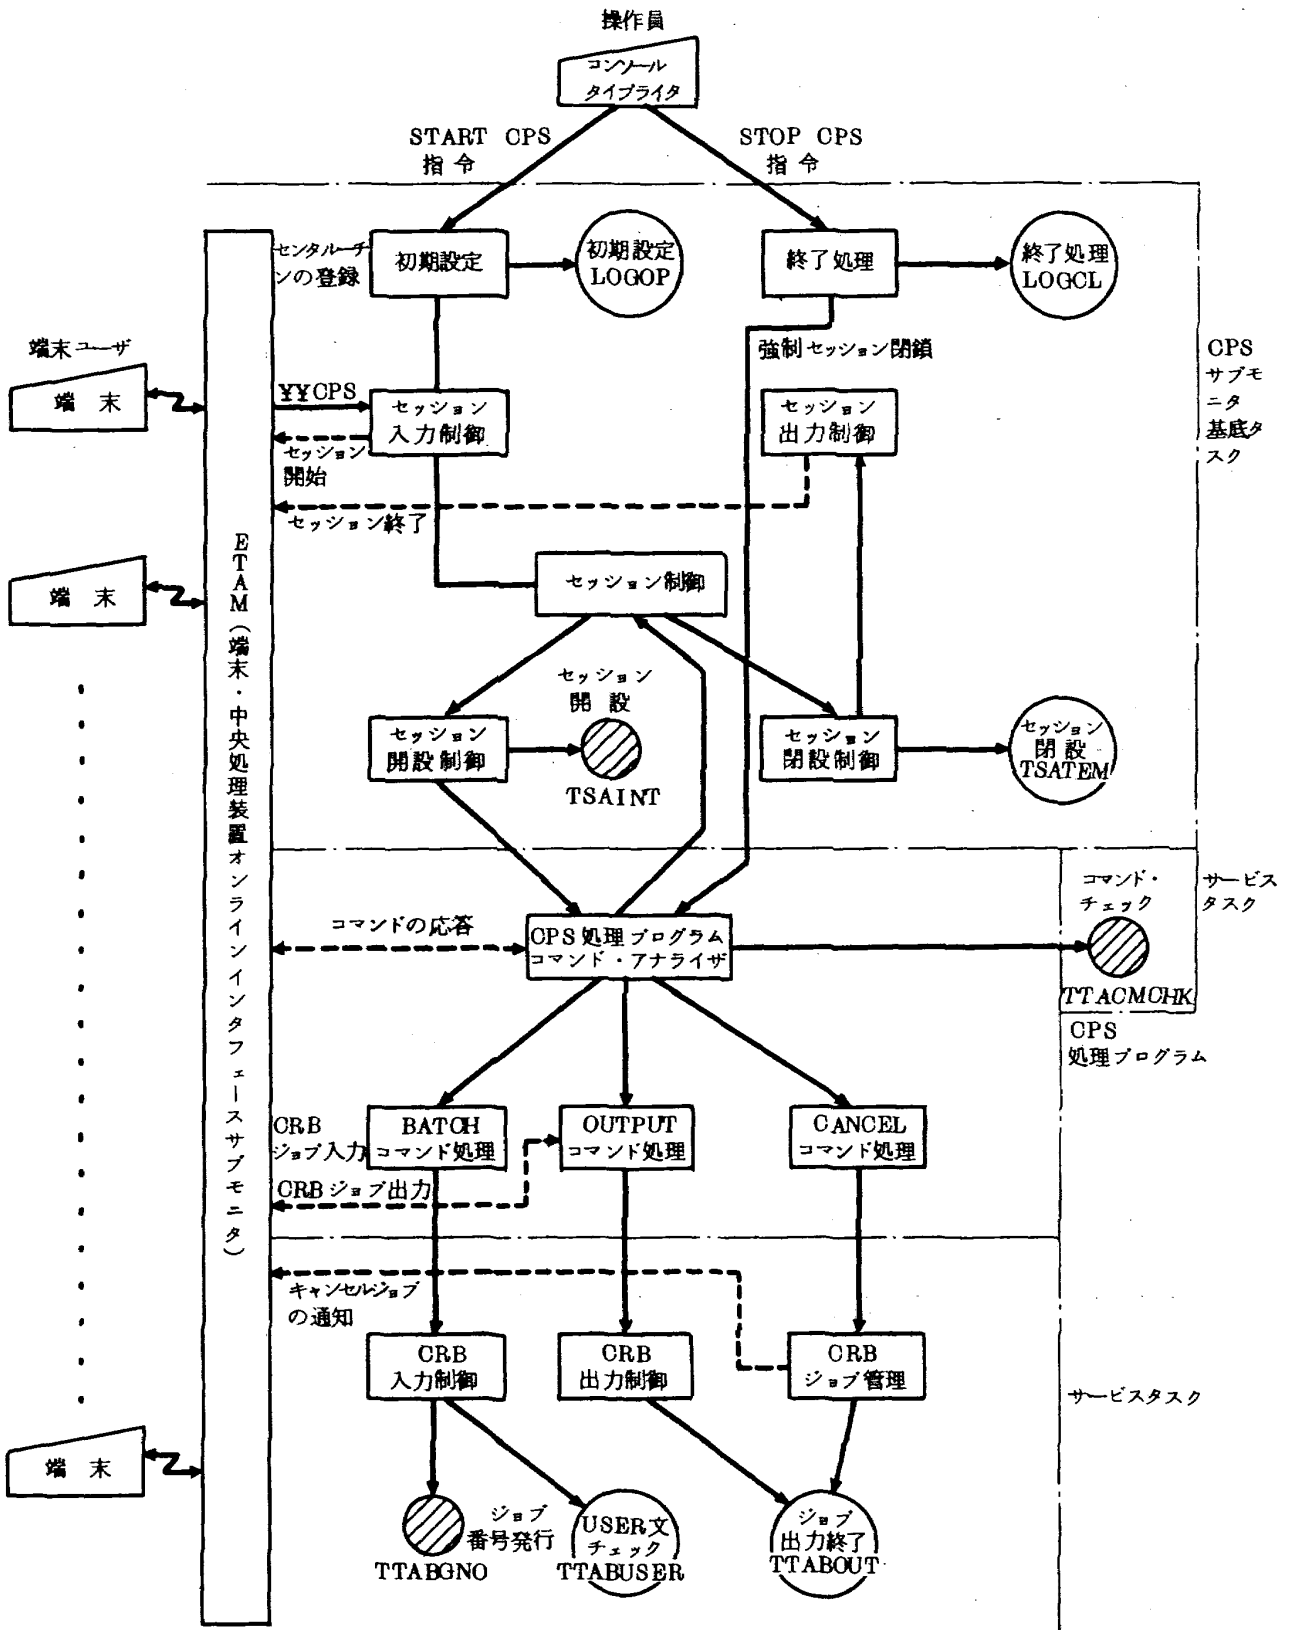 操作員
コンソール
タイプライタ
START CPS
指令
STOP CPS
指令
センタルーチ
ンの登録
初期設定
初期設定
LOGOP
終了処理
終了処理
LOGCL
強制セッション閉鎖
CPS
サブモ
ニタ
基底タ
スク
端末ユーザ
端 末
¥¥CPS
セッション
入力制御
セッション
開始
セッション
出力制御
セッション終了
端 末
セッション制御
ETAM(端末・中央処理装置オンラインインタフェースサブモニタ)
セッション
開設制御
セッション
開 設
TSAINT
セッション
閉設制御
セッション
閉設
TSATEM
コマンドの応答
CPS処理プログラム
コマンド・アナライザ
コマンド・
チェック
TTACMCHK
サービス
タスク
CPS
処理プログラム
CRB
ジョブ入力
BATCH
コマンド処理
OUTPUT
コマンド処理
CANCEL
コマンド処理
CRBジョブ出力
キャンセルジョブ
の通知
CRB
入力制御
CRB
出力制御
CRB
ジョブ管理
サービスタスク
端 末
ジョブ
番号発行
TTABGNO
USER文
チェック
TTABUSER
ジョブ
出力終了
TTABOUT